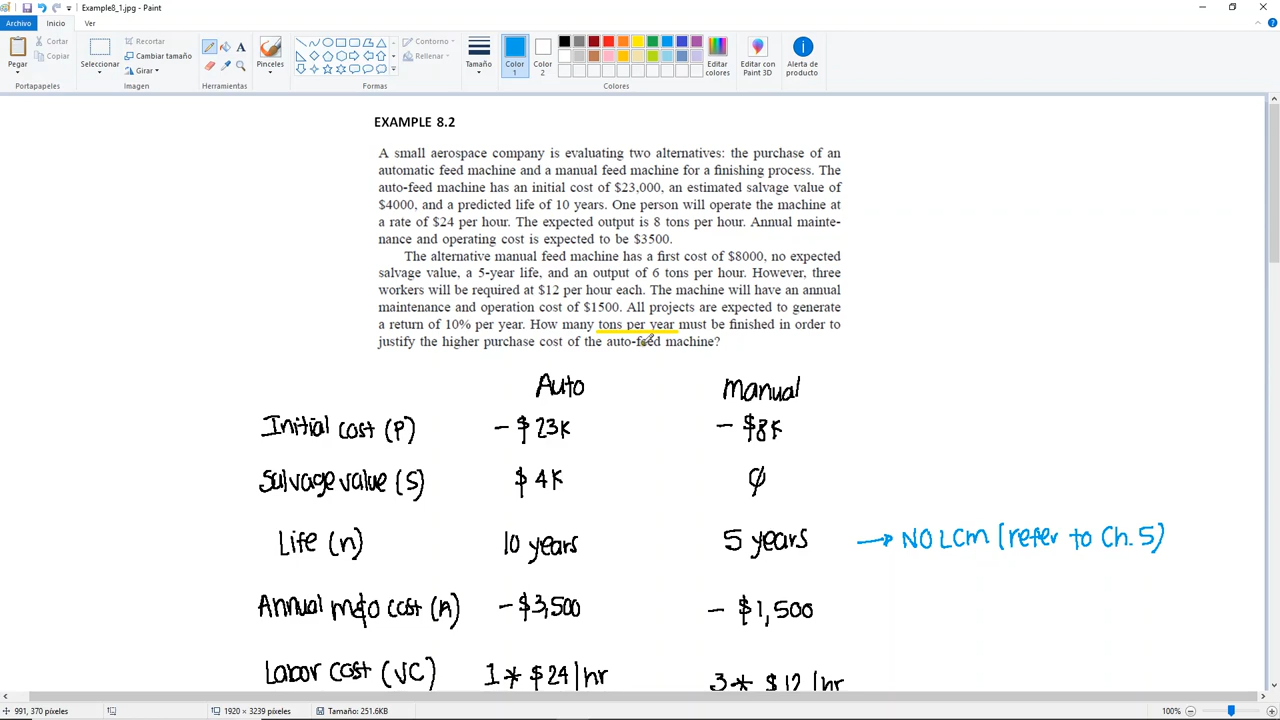 Example8_1.jpg - Paint
Archivo Inicio Ver
Pegar
Cortar
Copiar
Portapapeles
Seleccionar
Recortar
Cambiar tamaño
Girar
Imagen
A
Herramientas
Pinceles
Contorno
Rellenar
Formas
Tamaño
Color 1
Color 2
Editar colores
Colores
Editar con Paint 3D
Alerta de producto
EXAMPLE 8.2
A small aerospace company is evaluating two alternatives: the purchase of an
automatic feed machine and a manual feed machine for a finishing process. The
auto-feed machine has an initial cost of $23,000, an estimated salvage value of
$4000, and a predicted life of 10 years. One person will operate the machine at
a rate of $24 per hour. The expected output is 8 tons per hour. Annual mainte-
nance and operating cost is expected to be $3500.
The alternative manual feed machine has a first cost of $8000, no expected
salvage value, a 5-year life, and an output of 6 tons per hour. However, three
workers will be required at $12 per hour each. The machine will have an annual
maintenance and operation cost of $1500. All projects are expected to generate
a return of 10% per year. How many tons per year must be finished in order to
justify the higher purchase cost of the auto-feed machine?
Auto Manual
Initial cost (P) - $23K - $8K
Salvage value (S) $4K 0
Life (n) 10 years 5 years → NO LCM (refer to Ch. 5)
Annual M&O cost (A) - $3,500 - $1,500
Labor cost (VC) 1 * $24|hr 3 * $12|hr
991, 370 píxeles 1920 × 3239 píxeles Tamaño: 251.6KB 100%